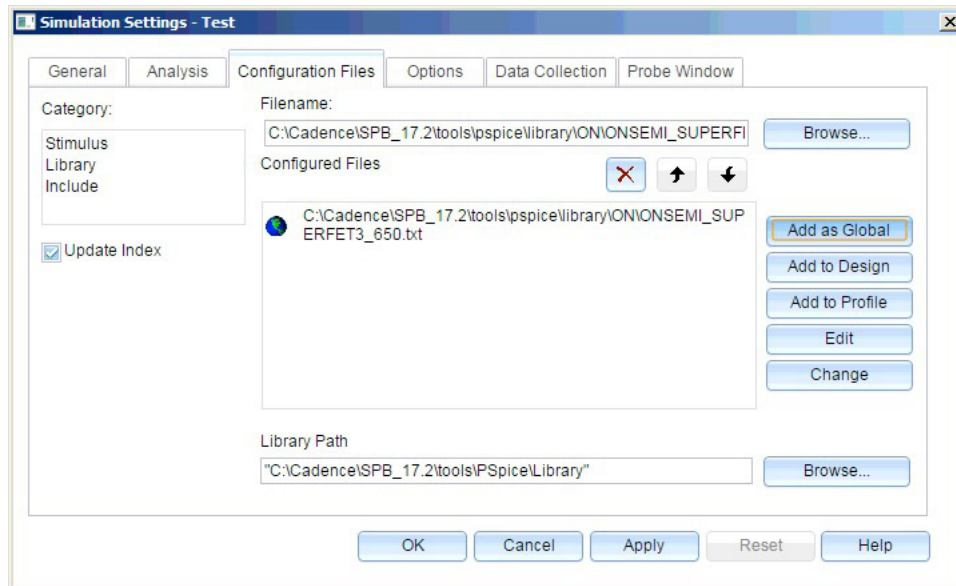 Simulation Settings - Test
General Analysis Configuration Files Options Data Collection Probe Window
Category:
Stimulus
Library
Include
Update Index
Filename:
C:\Cadence\SPB_17.2\tools\pspice\library\ON\ONSEMI_SUPERFI
Browse...
Configured Files
C:\Cadence\SPB_17.2\tools\pspice\library\ON\ONSEMI_SUP
ERFET3_650.txt
Add as Global
Add to Design
Add to Profile
Edit
Change
Library Path
"C:\Cadence\SPB_17.2\tools\PSpice\Library"
Browse...
OK Cancel Apply Reset Help